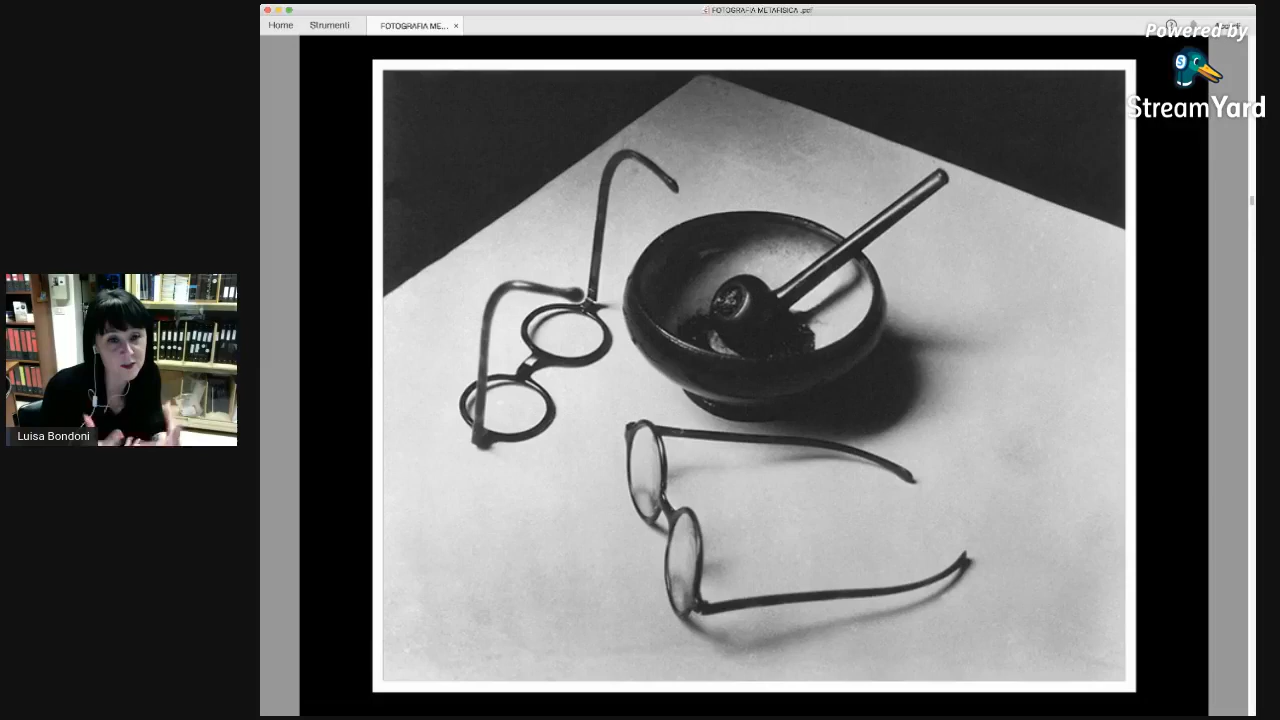 FOTOGRAFIA METAFISICA .pdf
Home
Strumenti
FOTOGRAFIA ME...
Powered by
StreamYard
Luisa Bondoni